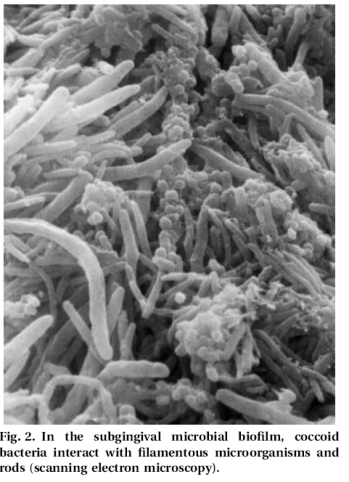 Fig. 2. In the subgingival microbial biofilm, coccoid
bacteria interact with filamentous microorganisms and
rods (scanning electron microscopy).